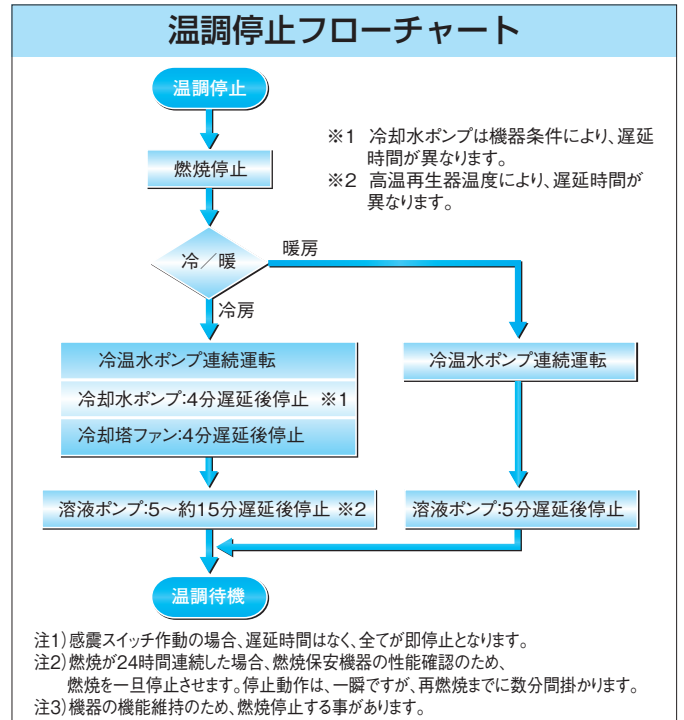 温調停止フローチャート
温調停止
※1 冷却水ポンプは機器条件により、遅延
時間が異なります。
※2 高温再生器温度により、遅延時間が
異なります。
燃焼停止
冷／暖
暖房
冷房
冷温水ポンプ連続運転
冷却水ポンプ:4分遅延後停止 ※1
冷却塔ファン:4分遅延後停止
冷温水ポンプ連続運転
溶液ポンプ:5〜約15分遅延後停止 ※2
溶液ポンプ:5分遅延後停止
温調待機
注1）感震スイッチ作動の場合、遅延時間はなく、全てが即停止となります。
注2）燃焼が24時間連続した場合、燃焼保安機器の性能確認のため、
燃焼を一旦停止させます。停止動作は、一瞬ですが、再燃焼までに数分間掛かります。
注3）機器の機能維持のため、燃焼停止する事があります。